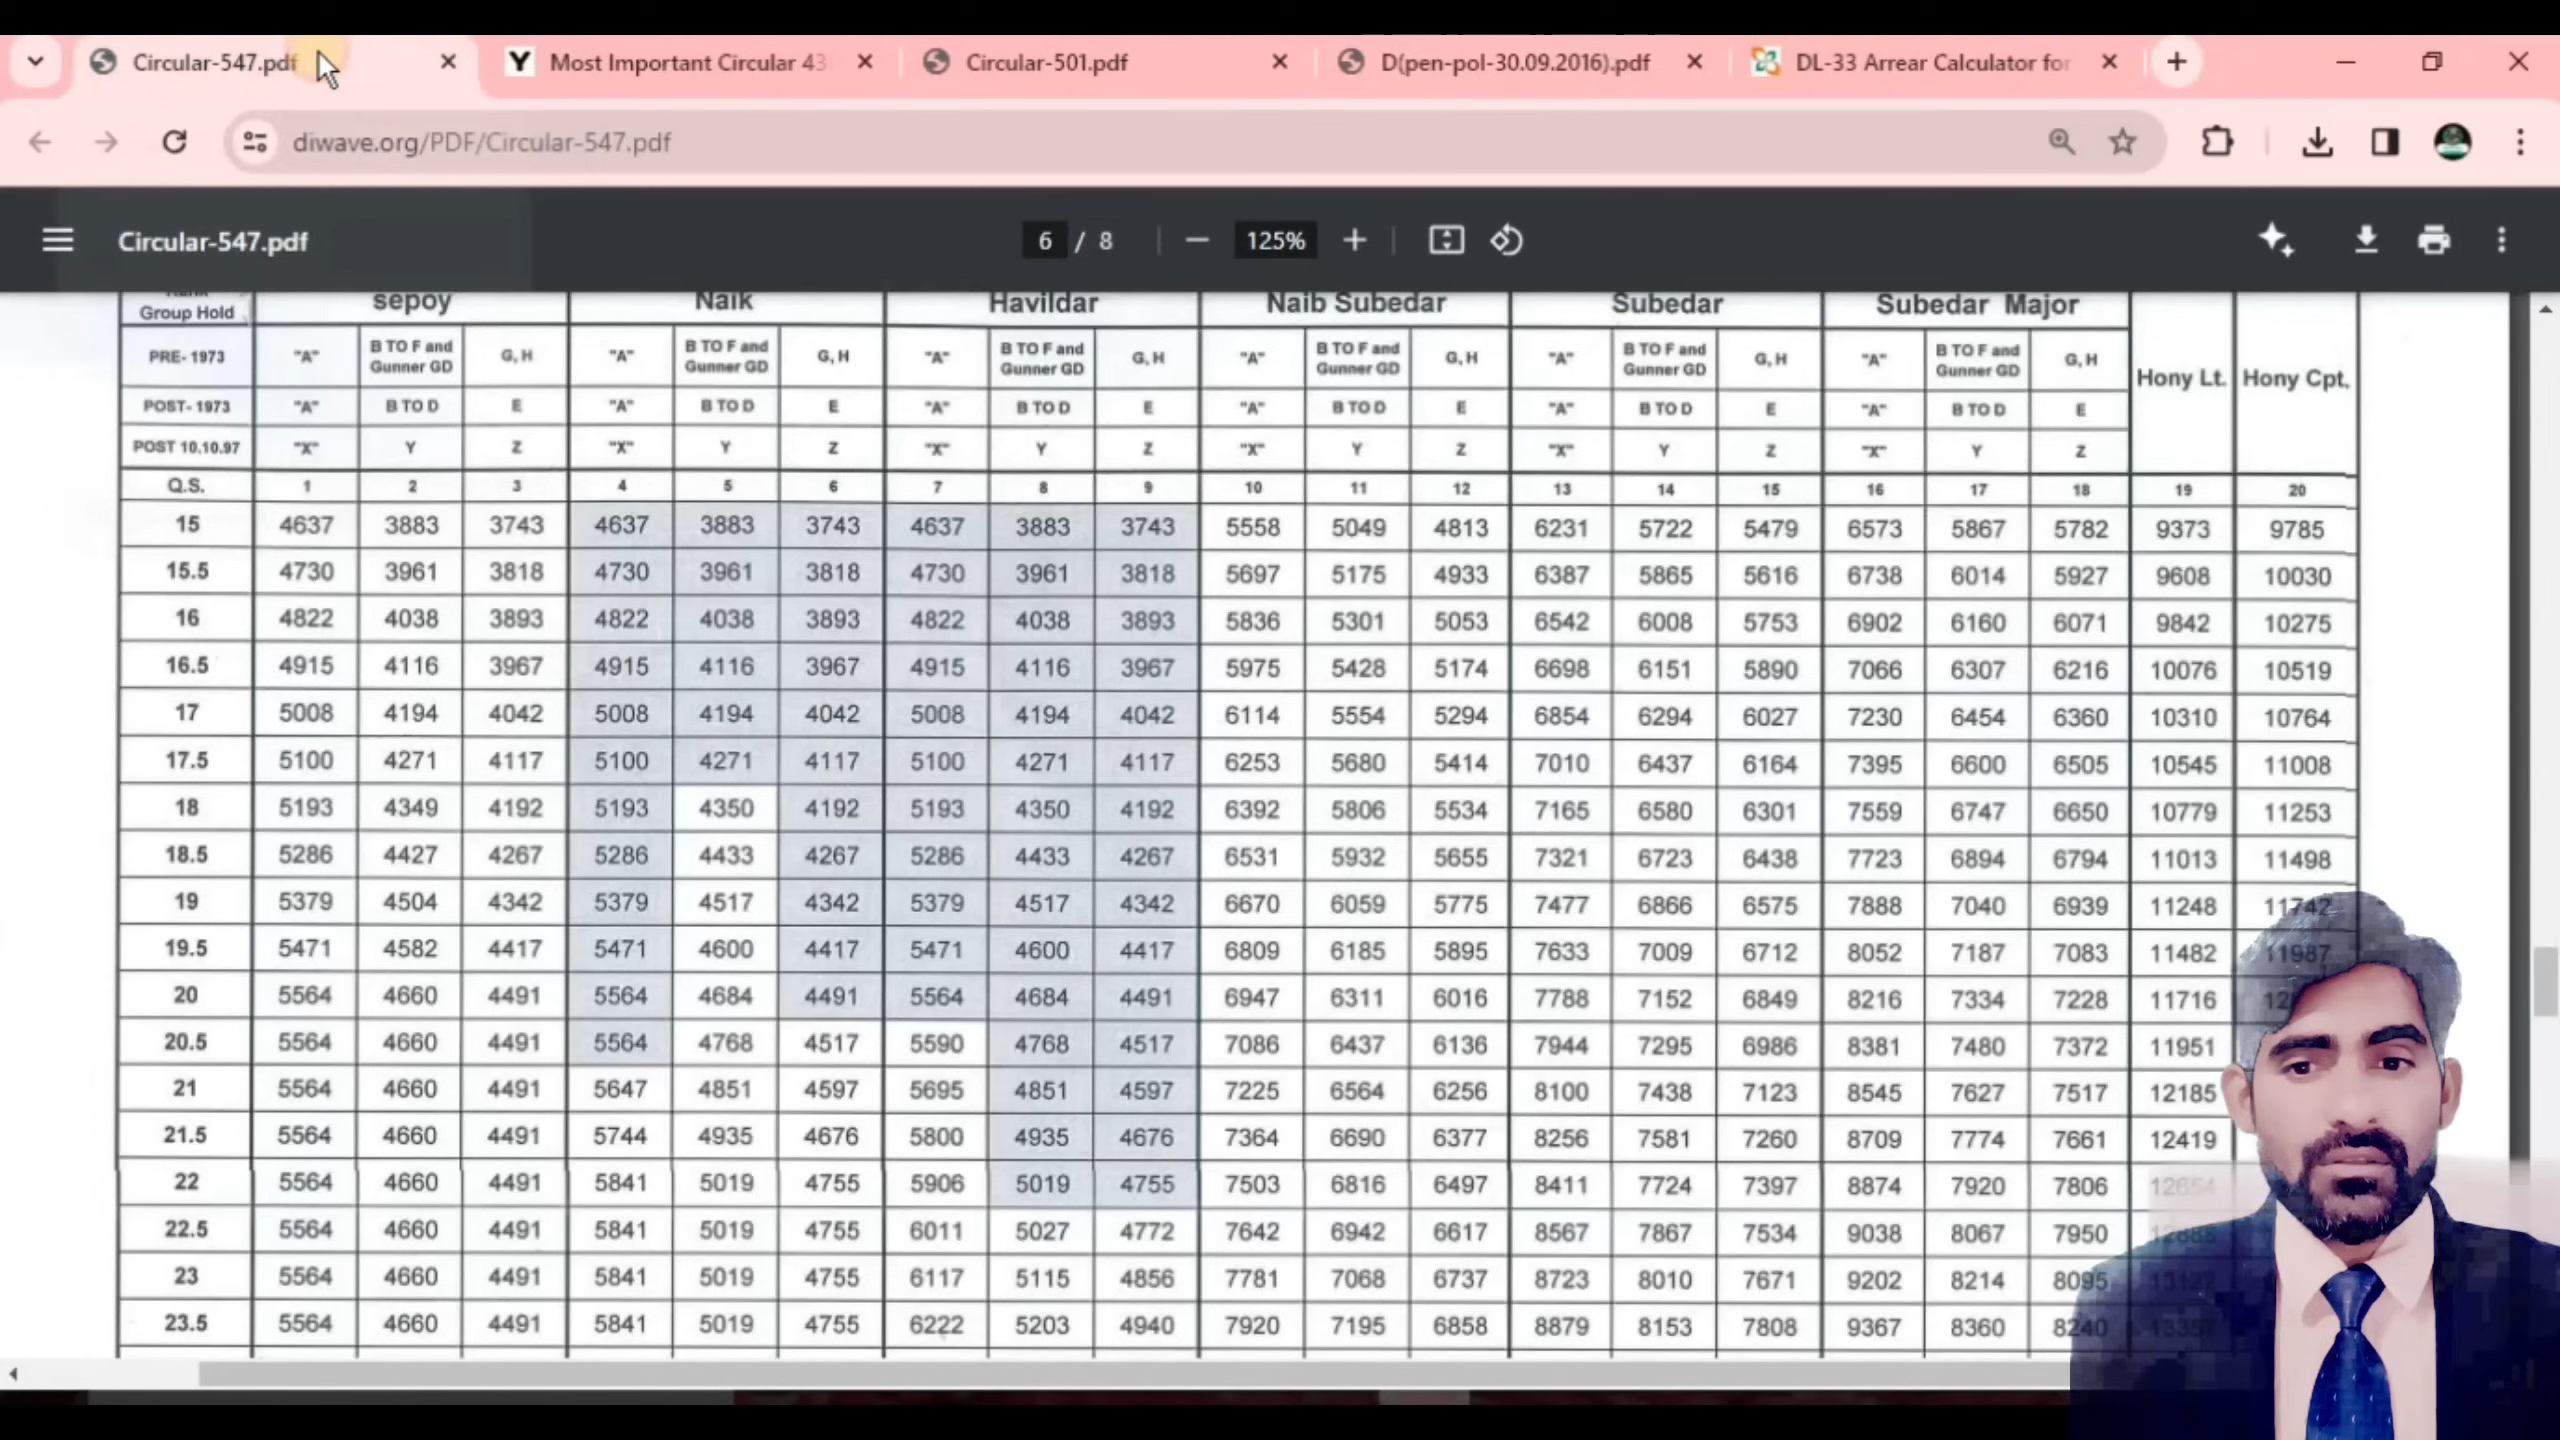 Circular-547.pdf
Most Important Circular 43
Circular-501.pdf
D(pen-pol-30.09.2016).pdf
DL-33 Arrear Calculator for
diwave.org/PDF/Circular-547.pdf
Circular-547.pdf
6 / 8
125%
sepoy Naik Havildar Naib Subedar Subedar Subedar Major
Group Hold
PRE- 1973 "A" B TO F and Gunner GD G, H "A" B TO F and Gunner GD G, H "A" B TO F and Gunner GD G, H "A" B TO F and Gunner GD G, H "A" B TO F and Gunner GD G, H "A" B TO F and Gunner GD G, H Hony Lt. Hony Cpt.
POST- 1973 "A" B TO D E "A" B TO D E "A" B TO D E "A" B TO D E "A" B TO D E "A" B TO D E
POST 10.10.97 "X" Y Z "X" Y Z "X" Y Z "X" Y Z "X" Y Z "X" Y Z
Q.S. 1 2 3 4 5 6 7 8 9 10 11 12 13 14 15 16 17 18 19 20
15 4637 3883 3743 4637 3883 3743 4637 3883 3743 5558 5049 4813 6231 5722 5479 6573 5867 5782 9373 9785
15.5 4730 3961 3818 4730 3961 3818 4730 3961 3818 5697 5175 4933 6387 5865 5616 6738 6014 5927 9608 10030
16 4822 4038 3893 4822 4038 3893 4822 4038 3893 5836 5301 5053 6542 6008 5753 6902 6160 6071 9842 10275
16.5 4915 4116 3967 4915 4116 3967 4915 4116 3967 5975 5428 5174 6698 6151 5890 7066 6307 6216 10076 10519
17 5008 4194 4042 5008 4194 4042 5008 4194 4042 6114 5554 5294 6854 6294 6027 7230 6454 6360 10310 10764
17.5 5100 4271 4117 5100 4271 4117 5100 4271 4117 6253 5680 5414 7010 6437 6164 7395 6600 6505 10545 11008
18 5193 4349 4192 5193 4350 4192 5193 4350 4192 6392 5806 5534 7165 6580 6301 7559 6747 6650 10779 11253
18.5 5286 4427 4267 5286 4433 4267 5286 4433 4267 6531 5932 5655 7321 6723 6438 7723 6894 6794 11013 11498
19 5379 4504 4342 5379 4517 4342 5379 4517 4342 6670 6059 5775 7477 6866 6575 7888 7040 6939 11248 11742
19.5 5471 4582 4417 5471 4600 4417 5471 4600 4417 6809 6185 5895 7633 7009 6712 8052 7187 7083 11482 11987
20 5564 4660 4491 5564 4684 4491 5564 4684 4491 6947 6311 6016 7788 7152 6849 8216 7334 7228 11716
20.5 5564 4660 4491 5564 4768 4517 5590 4768 4517 7086 6437 6136 7944 7295 6986 8381 7480 7372 11951
21 5564 4660 4491 5647 4851 4597 5695 4851 4597 7225 6564 6256 8100 7438 7123 8545 7627 7517 12185
21.5 5564 4660 4491 5744 4935 4676 5800 4935 4676 7364 6690 6377 8256 7581 7260 8709 7774 7661 12419
22 5564 4660 4491 5841 5019 4755 5906 5019 4755 7503 6816 6497 8411 7724 7397 8874 7920 7806 12654
22.5 5564 4660 4491 5841 5019 4755 6011 5027 4772 7642 6942 6617 8567 7867 7534 9038 8067 7950
23 5564 4660 4491 5841 5019 4755 6117 5115 4856 7781 7068 6737 8723 8010 7671 9202 8214 8095
23.5 5564 4660 4491 5841 5019 4755 6222 5203 4940 7920 7195 6858 8879 8153 7808 9367 8360 8240